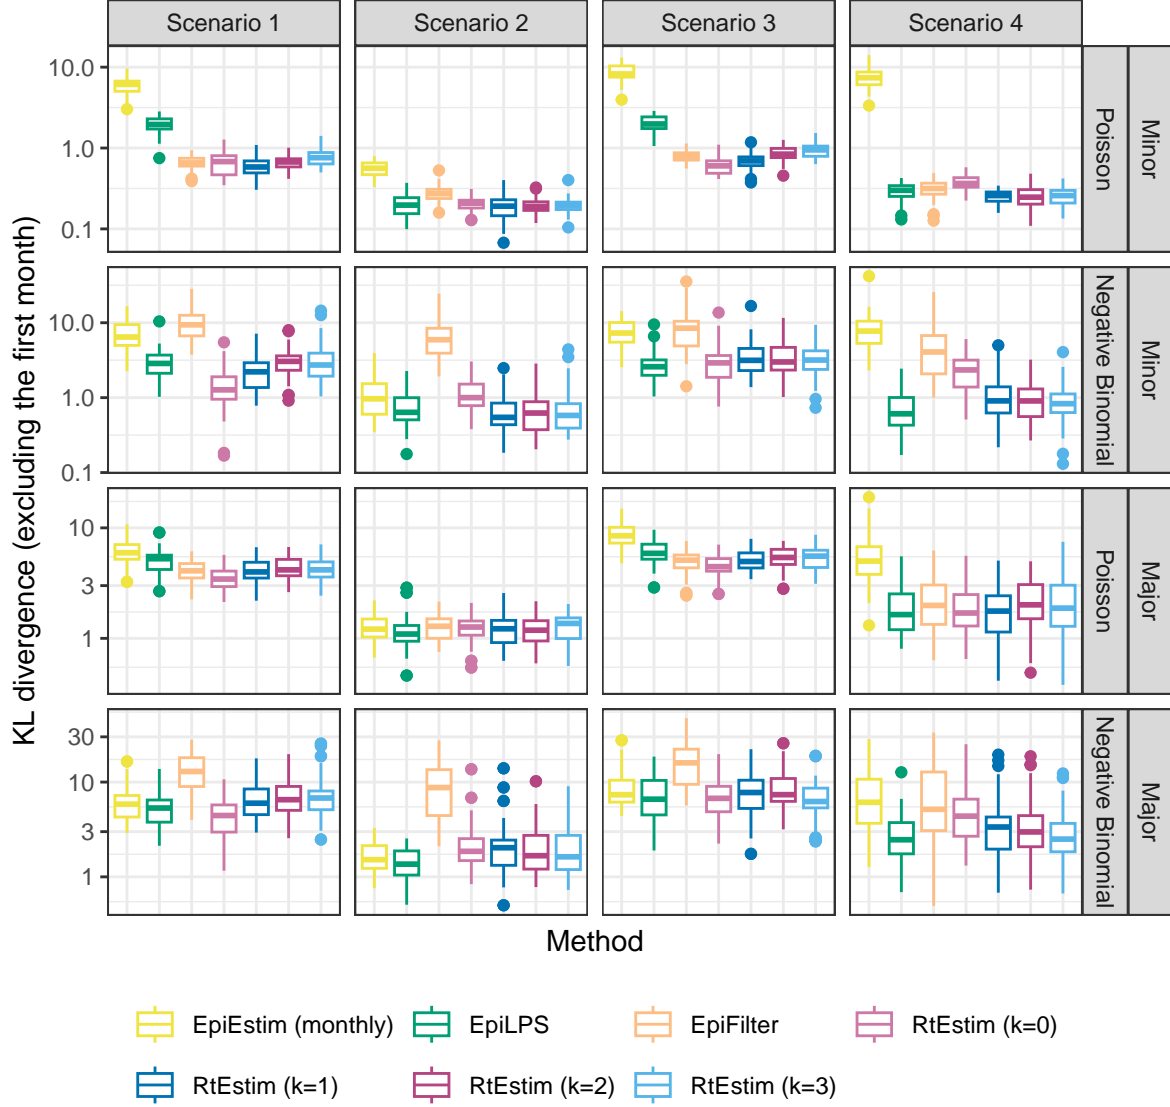 Scenario 1
Scenario 2
Scenario 3
Scenario 4
KL divergence (excluding the first month)
10.0
1.0
0.1
Poisson
Minor
10.0
1.0
0.1
Negative Binomial
Minor
10
3
1
Poisson
Major
30
10
3
1
Negative Binomial
Major
Method
EpiEstim (monthly)
EpiLPS
EpiFilter
RtEstim (k=0)
RtEstim (k=1)
RtEstim (k=2)
RtEstim (k=3)